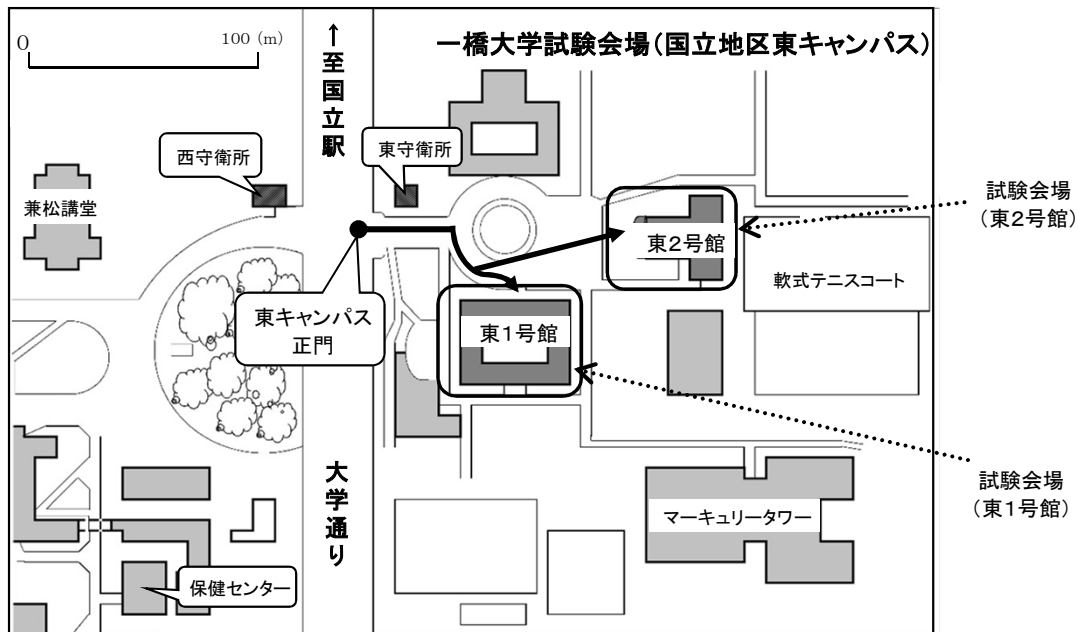 0
100 (m)
↑至国立駅
一橋大学試験会場（国立地区東キャンパス）
西守衛所
東守衛所
兼松講堂
試験会場
（東2号館）
東2号館
軟式テニスコート
東キャンパス
正門
東1号館
大学通り
試験会場
（東1号館）
マーキュリータワー
保健センター